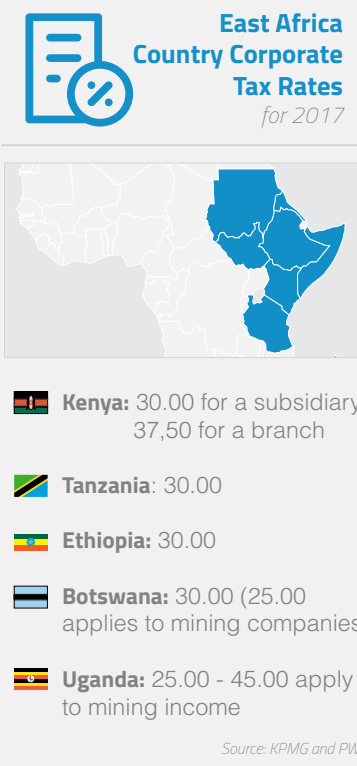 East Africa
Country Corporate
Tax Rates
for 2017
%
Kenya: 30.00 for a subsidiary
37,50 for a branch
Tanzania: 30.00
Ethiopia: 30.00
Botswana: 30.00 (25.00
applies to mining companies
Uganda: 25.00 - 45.00 apply
to mining income
Source: KPMG and PW